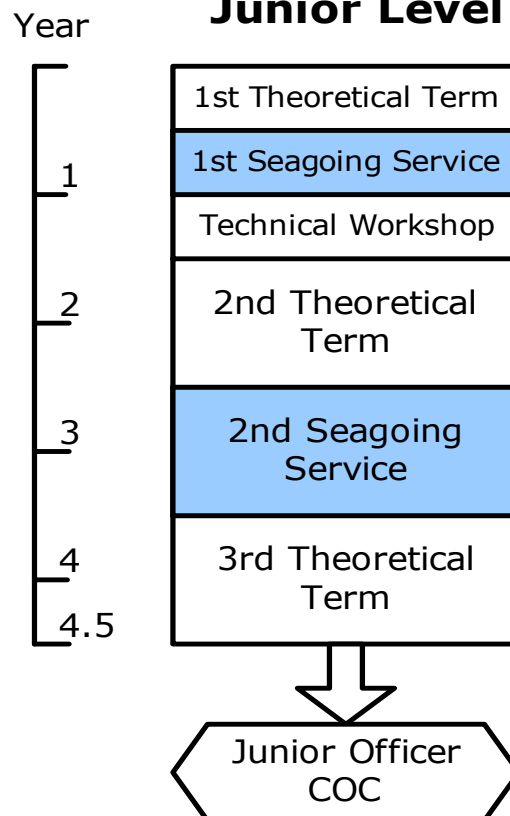 Junior Level
Year
1st Theoretical Term
1st Seagoing Service
1
Technical Workshop
2nd Theoretical
Term
2
2nd Seagoing
Service
3
3rd Theoretical
Term
4
4.5
Junior Officer
COC